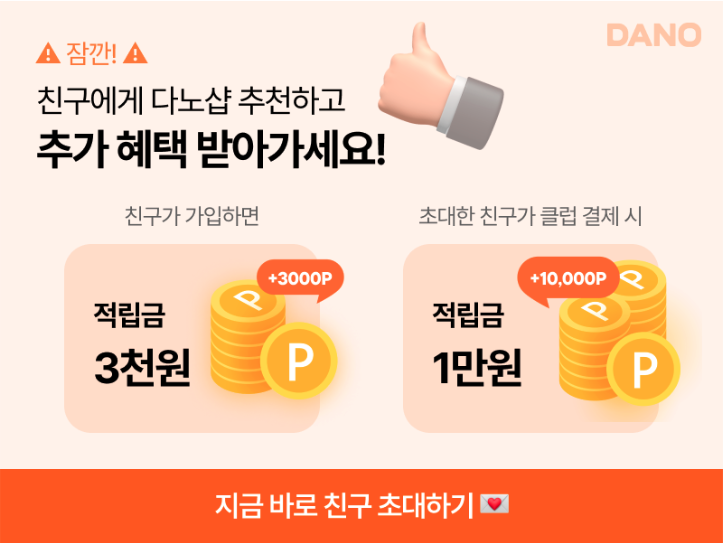 DANO
잠깐!
친구에게 다노샵 추천하고
추가 혜택 받아가세요!
친구가 가입하면
+3000P
적립금
3천원
P
P
초대한 친구가 클럽 결제 시
+10,000P
적립금
1만원
P
P
P
지금 바로 친구 초대하기